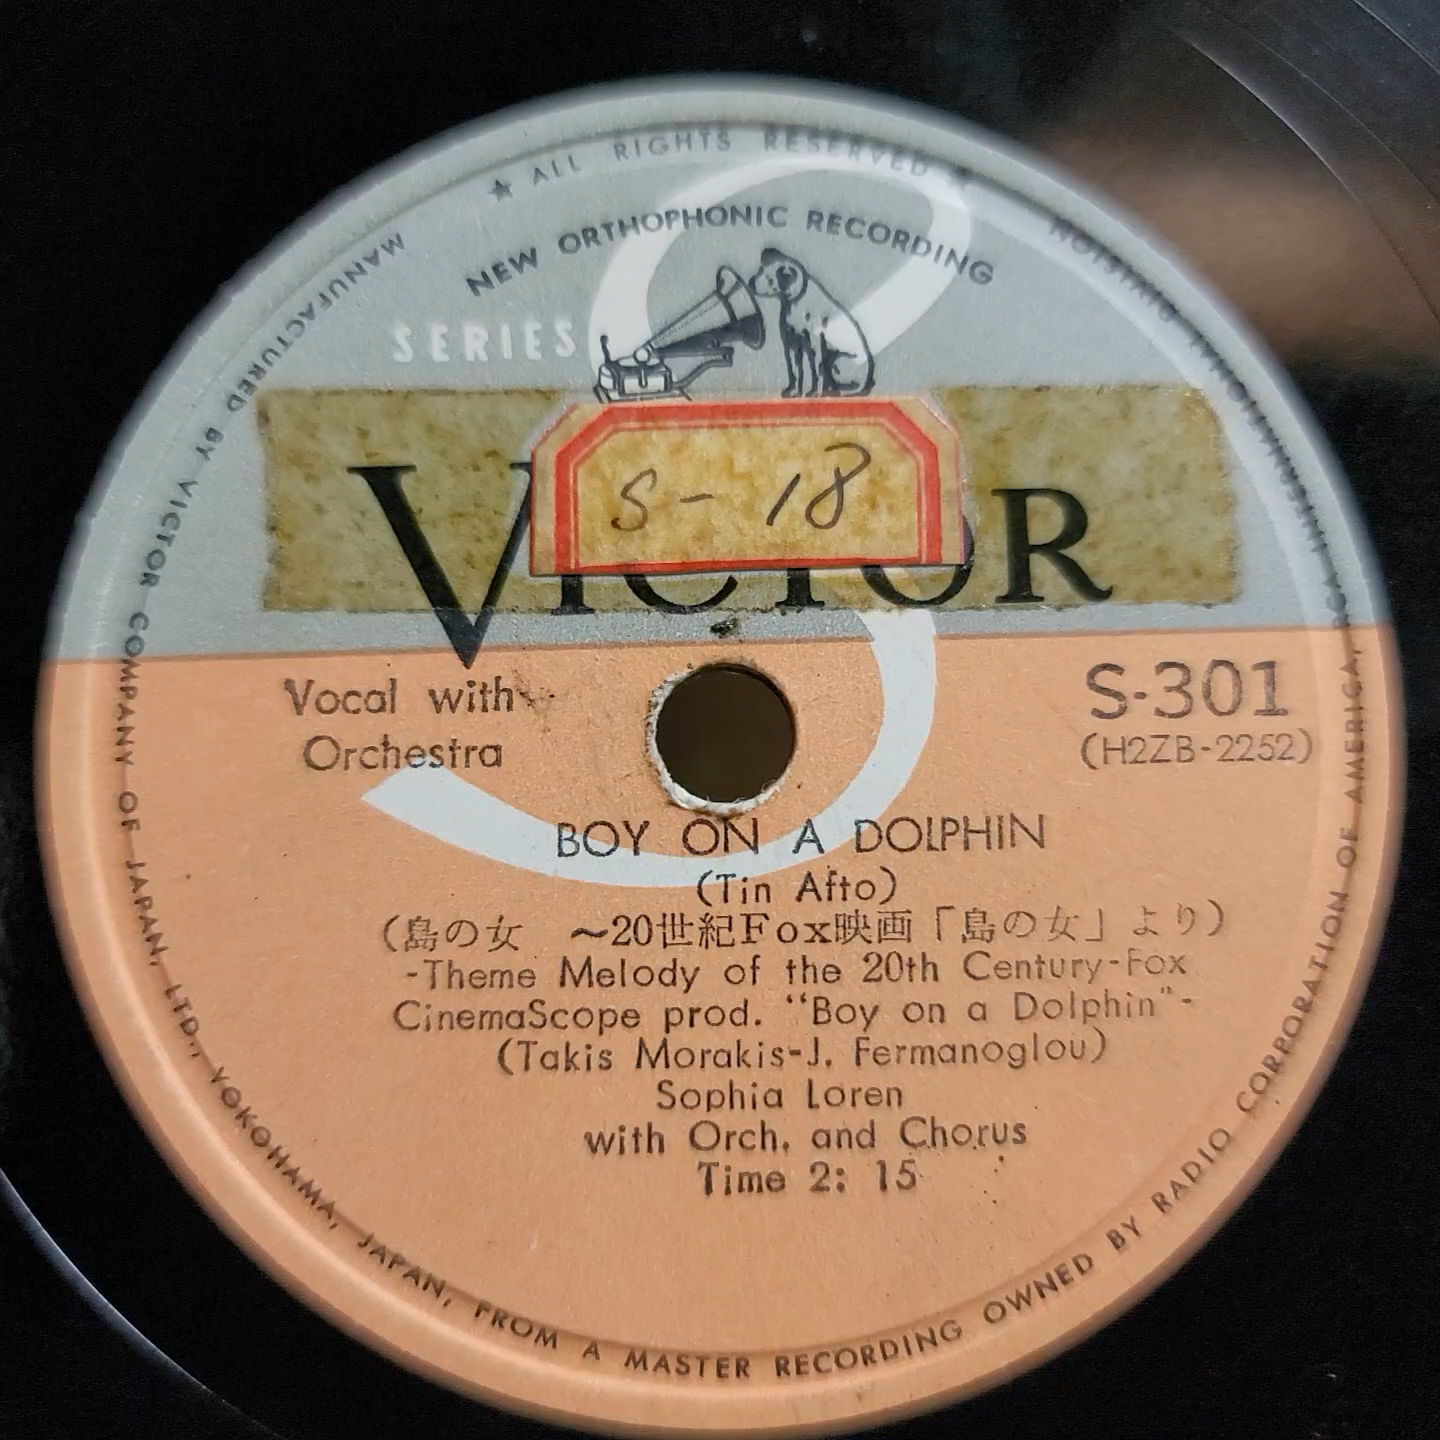 ★ ALL RIGHTS RESERVED ★
NEW ORTHOPHONIC RECORDING
SERIES
S-18
VICTOR
Vocal with
Orchestra
S-301
(H2ZB-2252)
BOY ON A DOLPHIN
(Tin Afto)
(島の女 〜20世紀Fox映画「島の女」より)
-Theme Melody of the 20th Century-Fox
CinemaScope prod. “Boy on a Dolphin”-
(Takis Morakis-J. Fermanoglou)
Sophia Loren
with Orch. and Chorus
Time 2: 15
MANUFACTURED BY VICTOR COMPANY OF JAPAN, LTD., YOKOHAMA, JAPAN, FROM A MASTER RECORDING OWNED BY RADIO CORPORATION OF AMERICA, RCA INTERNATIONAL DIVISION